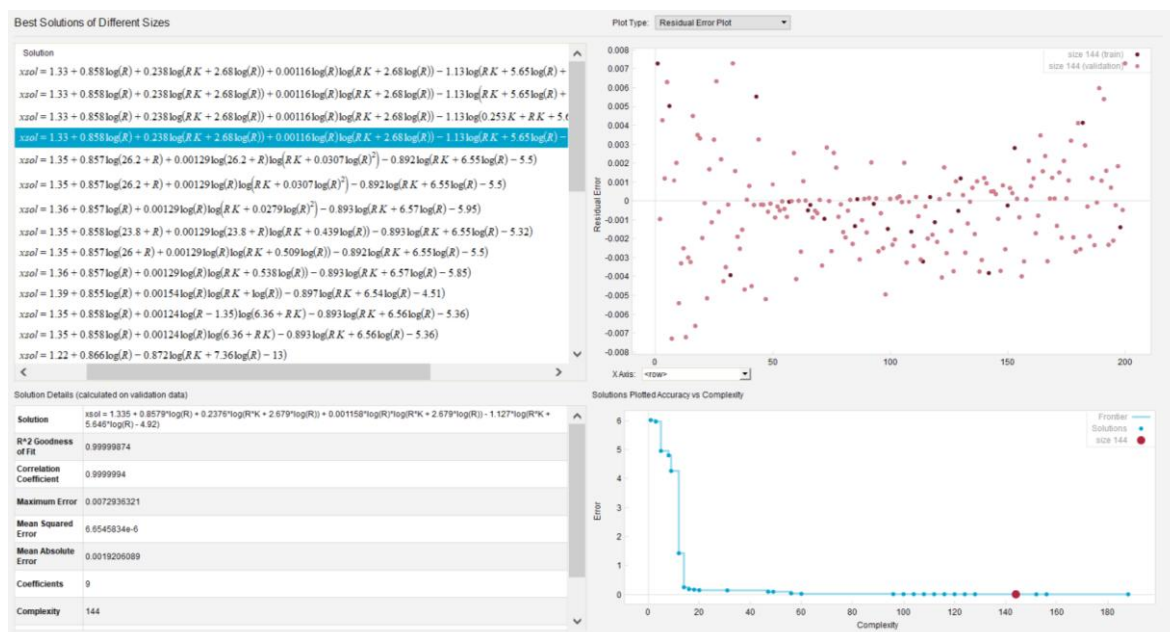 Best Solutions of Different Sizes
Plot Type: Residual Error Plot
Solution
xzol = 1.33 + 0.858log(R) + 0.238log(RK + 2.68log(R)) + 0.00116log(R)log(RK + 2.68log(R)) − 1.13log(RK + 5.65log(R) +
xzol = 1.33 + 0.858log(R) + 0.238log(RK + 2.68log(R)) + 0.00116log(R)log(RK + 2.68log(R)) − 1.13log(RK + 5.65log(R) +
xzol = 1.33 + 0.858log(R) + 0.238log(RK + 2.68log(R)) + 0.00116log(R)log(RK + 2.68log(R)) − 1.13log(0.253K + RK + 5.6
xzol = 1.33 + 0.858log(R) + 0.238log(RK + 2.68log(R)) + 0.00116log(R)log(RK + 2.68log(R)) − 1.13log(RK + 5.65log(R) −
xzol = 1.35 + 0.857log(26.2 + R) + 0.00129log(26.2 + R)log(RK + 0.0307log(R)²) − 0.892log(RK + 6.55log(R) − 5.5)
xzol = 1.35 + 0.857log(26.2 + R) + 0.00129log(R)log(RK + 0.0307log(R)²) − 0.892log(RK + 6.55log(R) − 5.5)
xzol = 1.36 + 0.857log(R) + 0.00129log(R)log(RK + 0.0279log(R)²) − 0.893log(RK + 6.57log(R) − 5.95)
xzol = 1.35 + 0.858log(23.8 + R) + 0.00129log(23.8 + R)log(RK + 0.439log(R)) − 0.893log(RK + 6.55log(R) − 5.32)
xzol = 1.35 + 0.857log(26 + R) + 0.00129log(R)log(RK + 0.509log(R)) − 0.892log(RK + 6.55log(R) − 5.5)
xzol = 1.36 + 0.857log(R) + 0.00129log(R)log(RK + 0.538log(R)) − 0.893log(RK + 6.57log(R) − 5.85)
xzol = 1.39 + 0.855log(R) + 0.00154log(R)log(RK + log(R)) − 0.897log(RK + 6.54log(R) − 4.51)
xzol = 1.35 + 0.858log(R) + 0.00124log(R − 1.35)log(6.36 + RK) − 0.893log(RK + 6.56log(R) − 5.36)
xzol = 1.35 + 0.858log(R) + 0.00124log(R)log(6.36 + RK) − 0.893log(RK + 6.56log(R) − 5.36)
xzol = 1.22 + 0.866log(R) − 0.872log(RK + 7.36log(R) − 13)
size 144 (train)
size 144 (validation)
0.008
0.007
0.006
0.005
0.004
0.003
0.002
0.001
0
-0.001
-0.002
-0.003
-0.004
-0.005
-0.006
-0.007
-0.008
Residual Error
0 50 100 150 200
X Axis: <row>
Solution Details (calculated on validation data)
Solution
xsol = 1.335 + 0.8579*log(R) + 0.2376*log(R*K + 2.679*log(R)) + 0.001158*log(R)*log(R*K + 2.679*log(R)) - 1.127*log(R*K +
5.646*log(R) - 4.92)
R^2 Goodness
of Fit
0.99999874
Correlation
Coefficient
0.9999994
Maximum Error 0.0072936321
Mean Squared
Error
6.6545834e-6
Mean Absolute
Error
0.0019206089
Coefficients 9
Complexity 144
Solutions Plotted Accuracy vs Complexity
Frontier
Solutions
size 144
6
5
4
3
2
1
0
Error
0 20 40 60 80 100 120 140 160 180
Complexity